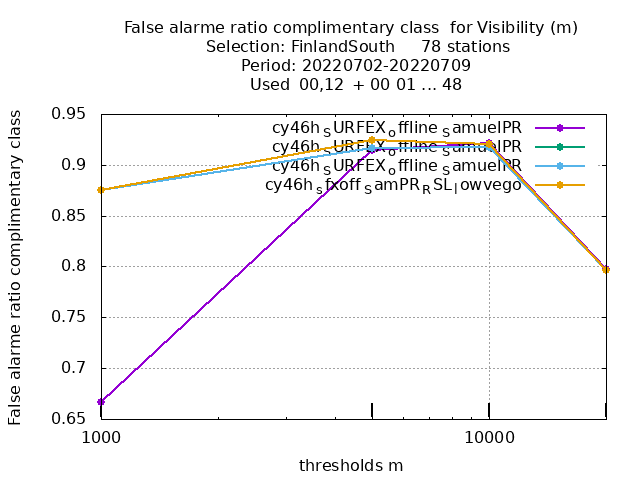 False alarme ratio complimentary class for Visibility (m)
Selection: FinlandSouth 78 stations
Period: 20220702-20220709
Used 00,12 + 00 01 ... 48
False alarme ratio complimentary class
0.95
0.9
0.85
0.8
0.75
0.7
0.65
cy46h_SURFEX_offline_SamuelPR
cy46h_SURFEX_offline_SamuelPR
cy46h_SURFEX_offline_SamuelPR
cy46h_sfxoff_SamPR_RSL_lowvego
1000
10000
thresholds m